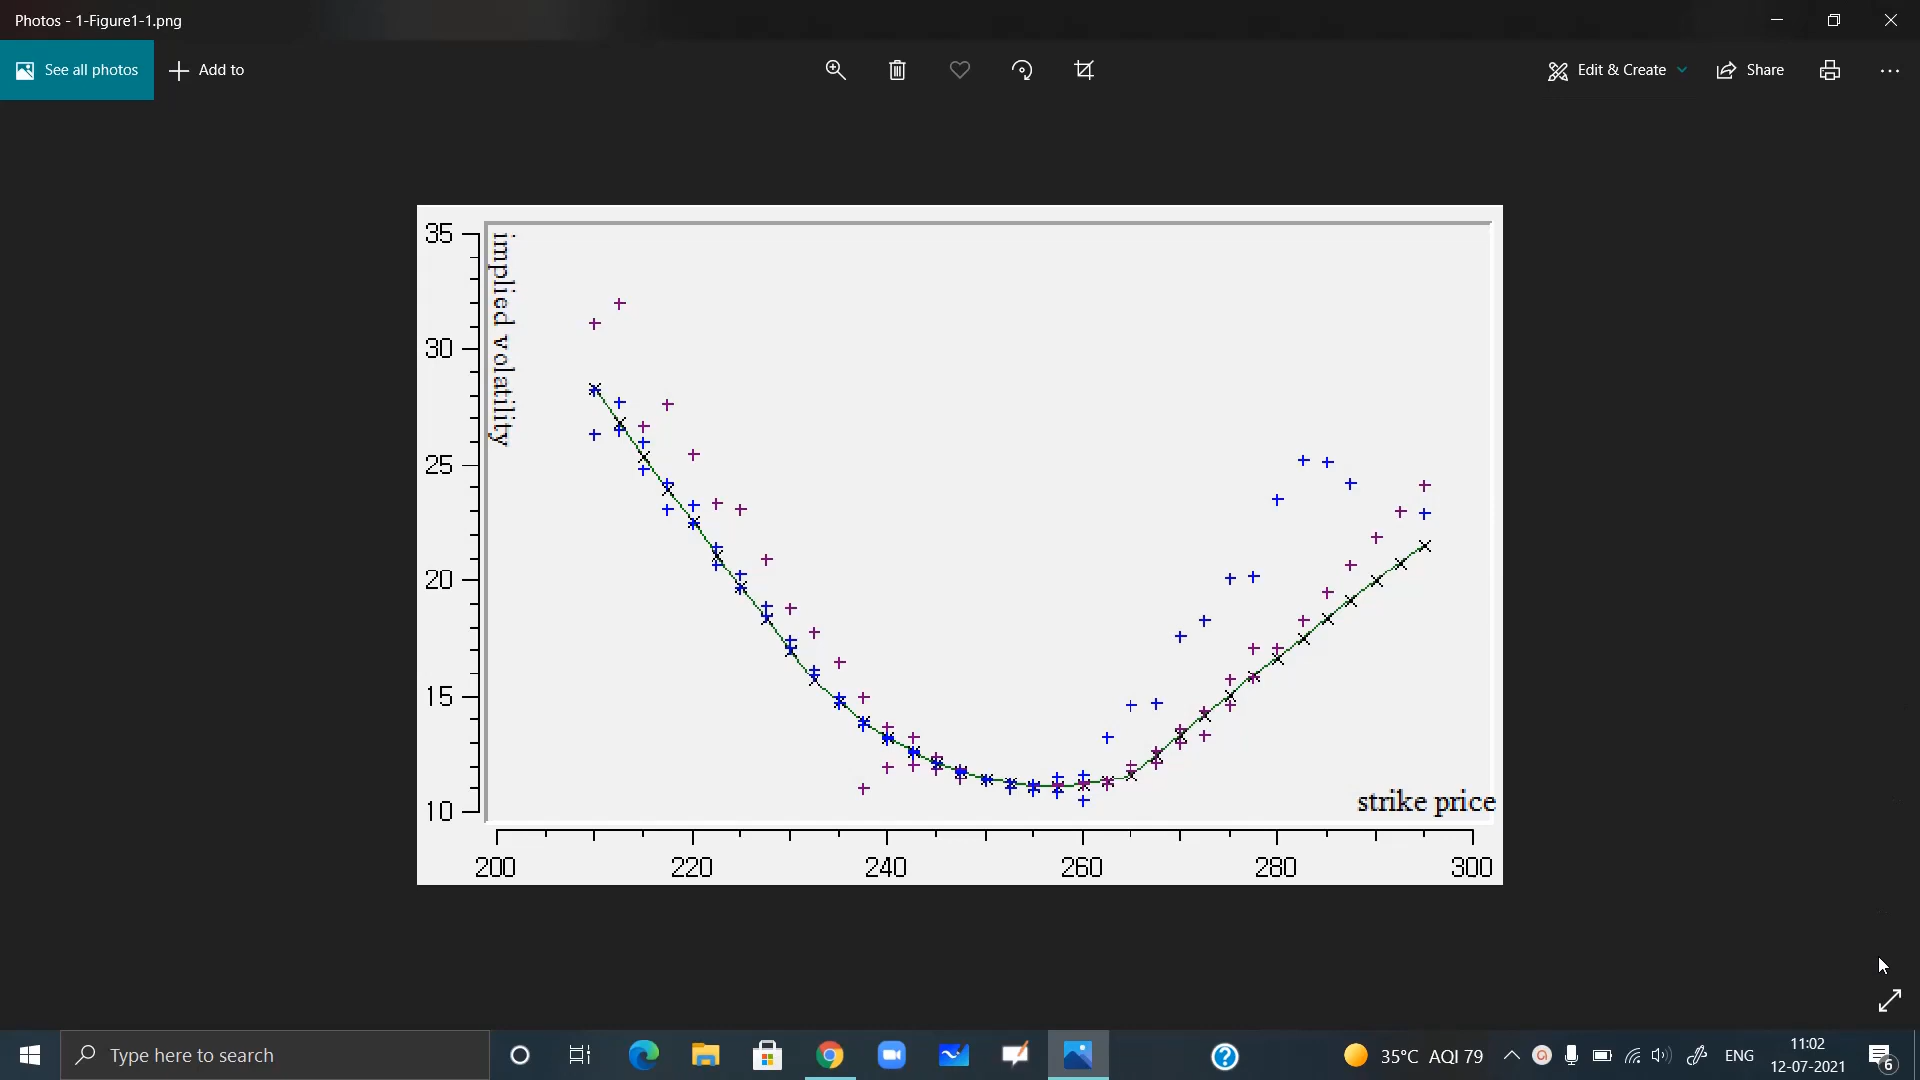 Photos - 1-Figure1-1.png
See all photos
Add to
Edit & Create
Share
35
30
25
20
15
10
implied volatility
strike price
200 220 240 260 280 300
Type here to search
35°C AQI 79
ENG
11:02
12-07-2021
6